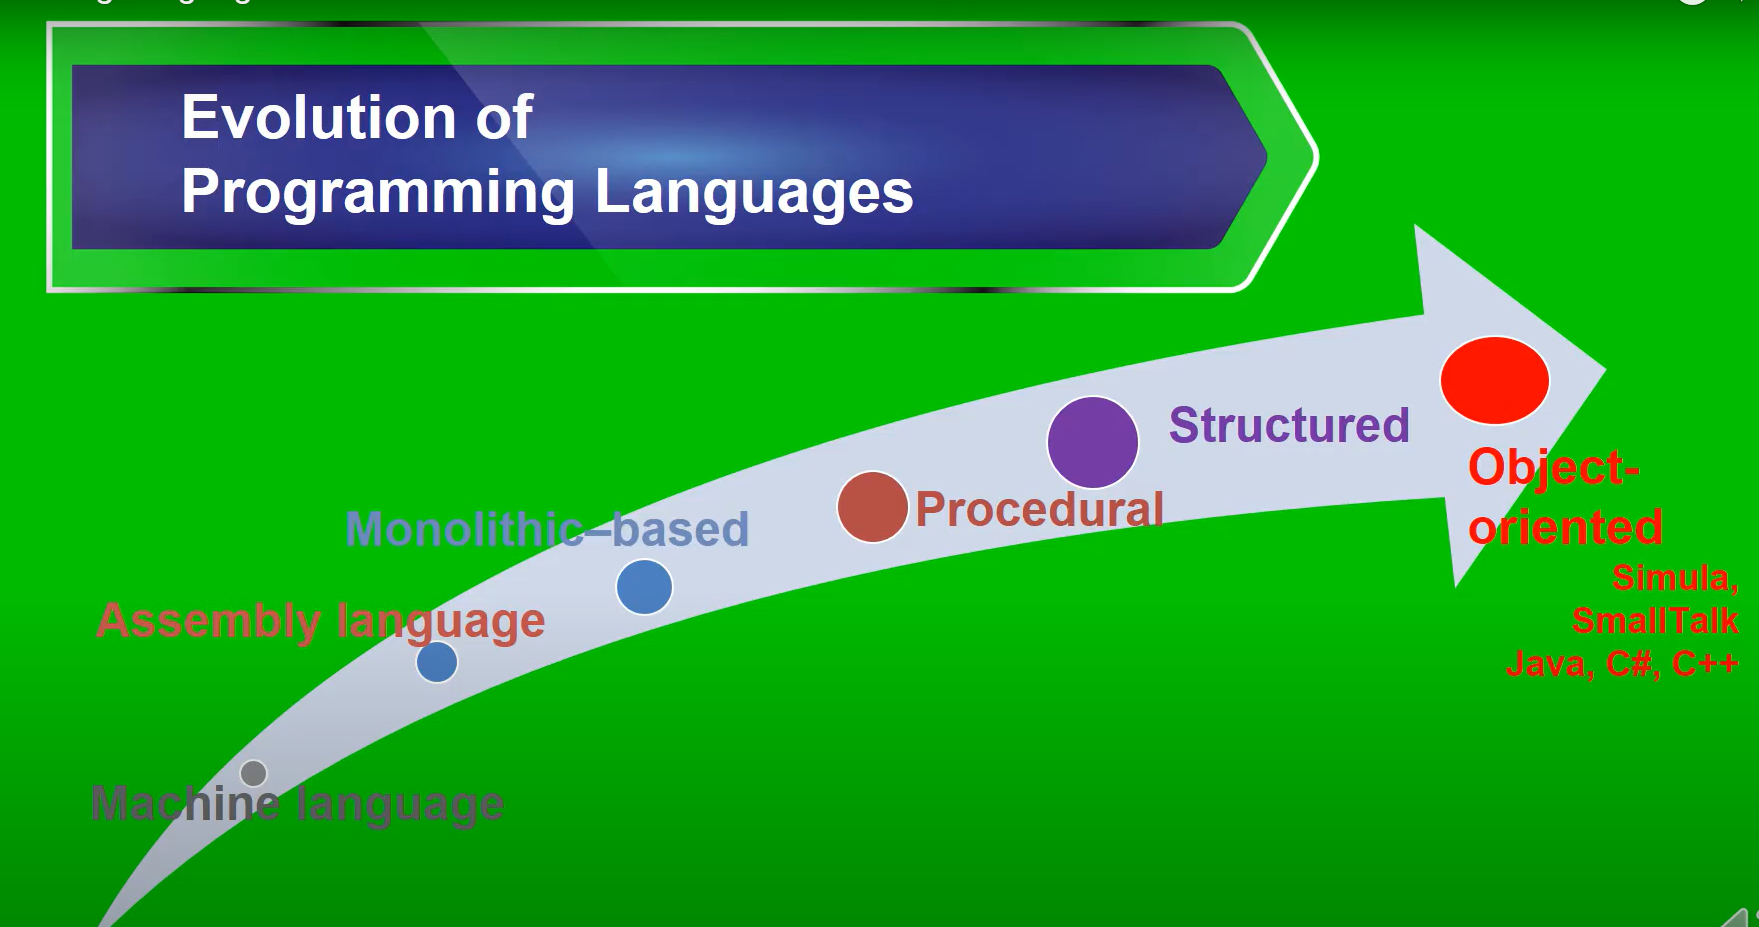 Evolution of
Programming Languages
Structured
Object-
oriented
Procedural
Monolithic–based
Simula,
SmallTalk
Java, C#, C++
Assembly language
Machine language